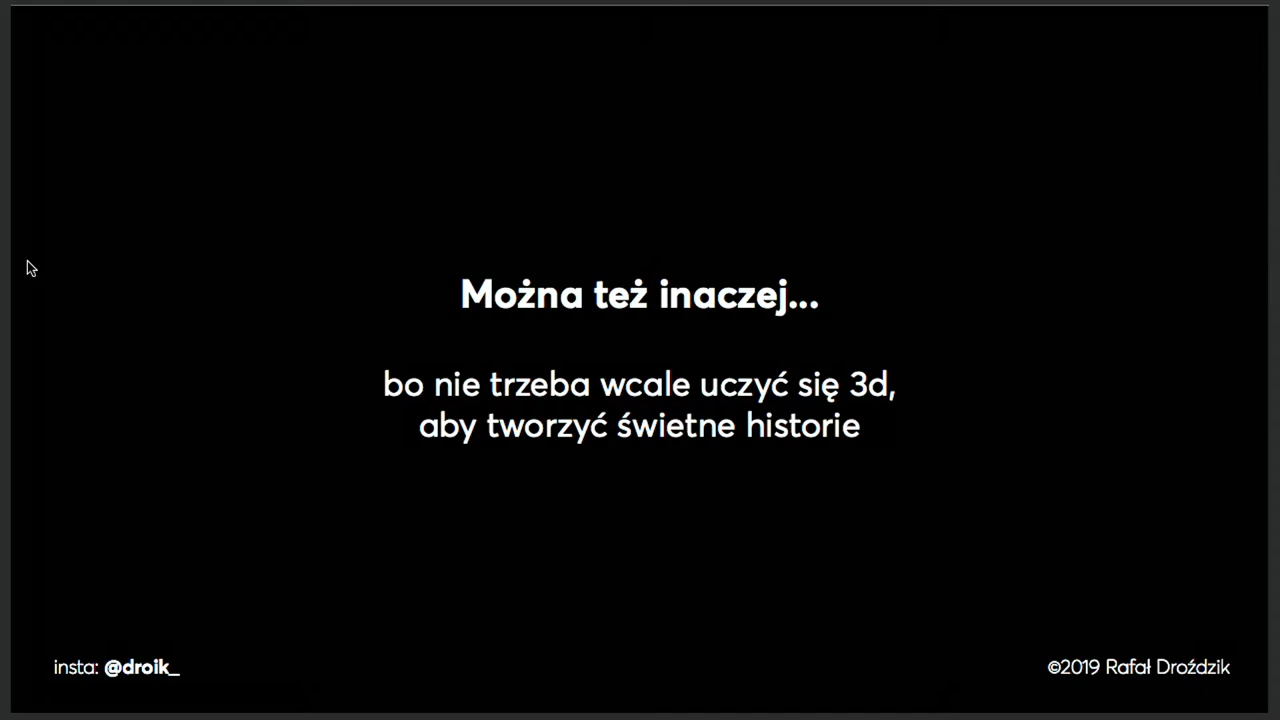 Można też inaczej...
bo nie trzeba wcale uczyć się 3d,
aby tworzyć świetne historie
insta: @droik_
©2019 Rafał Droździk